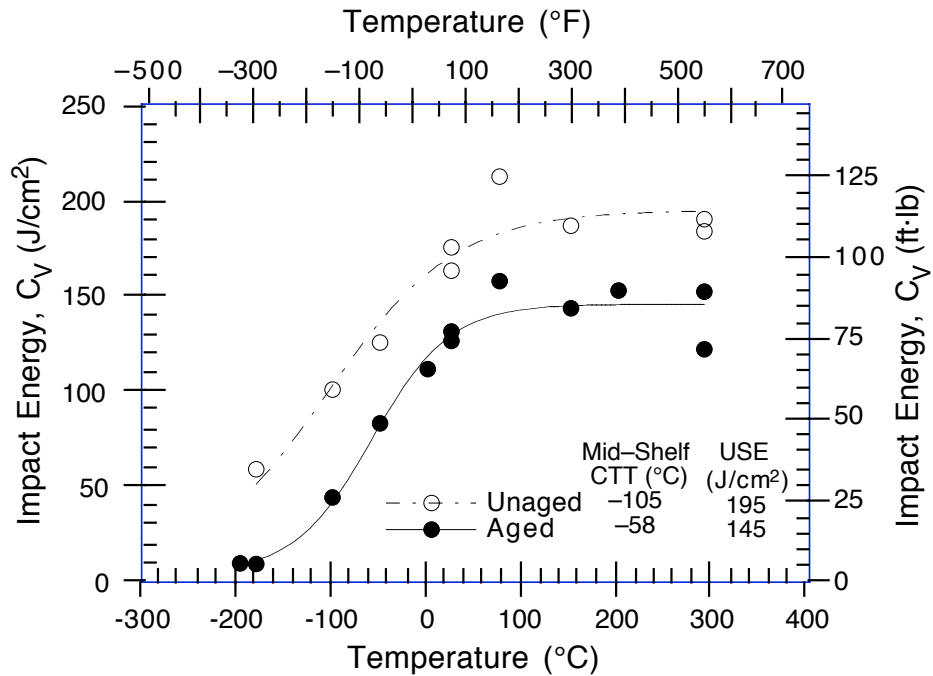 Temperature (°F)
–500 –300 –100 100 300 500 700
Impact Energy, CV (J/cm2)
250
200
150
100
50
0
125
100
75
50
25
0
Impact Energy, CV (ft·lb)
Mid–Shelf USE
CTT (°C) (J/cm2)
Unaged –105 195
Aged –58 145
-300 -200 -100 0 100 200 300 400
Temperature (°C)